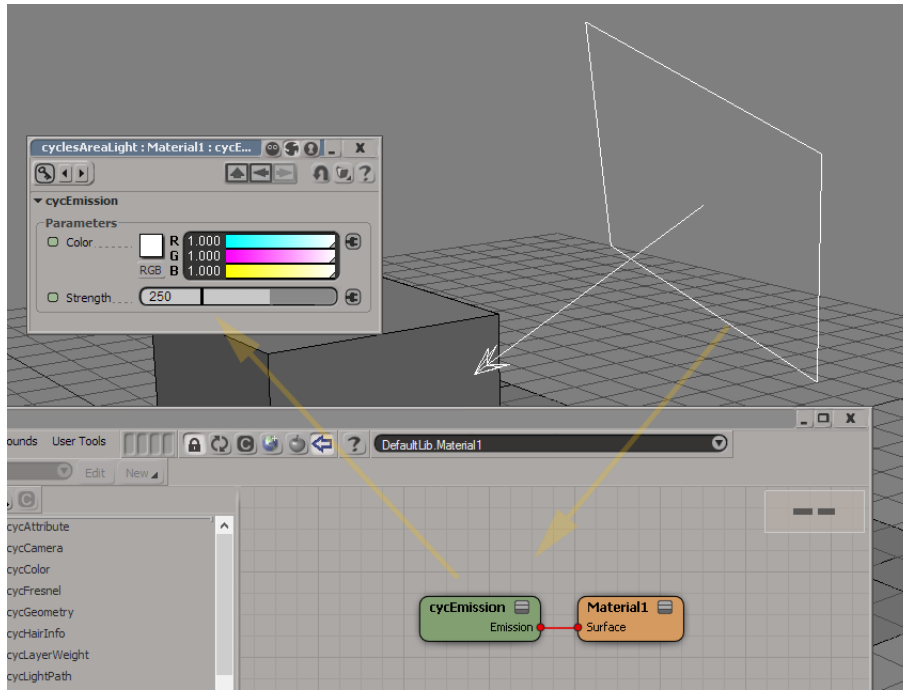 cyclesAreaLight : Material1 : cycE...
X
?
cycEmission
Parameters
Color
R 1.000
G 1.000
RGB B 1.000
Strength 250
X
ounds User Tools C ? DefaultLib.Material1
Edit New
C
cycAttribute
cycCamera
cycColor
cycFresnel
cycGeometry
cycHairInfo
cycLayerWeight
cycLightPath
cycEmission Material1
Emission Surface